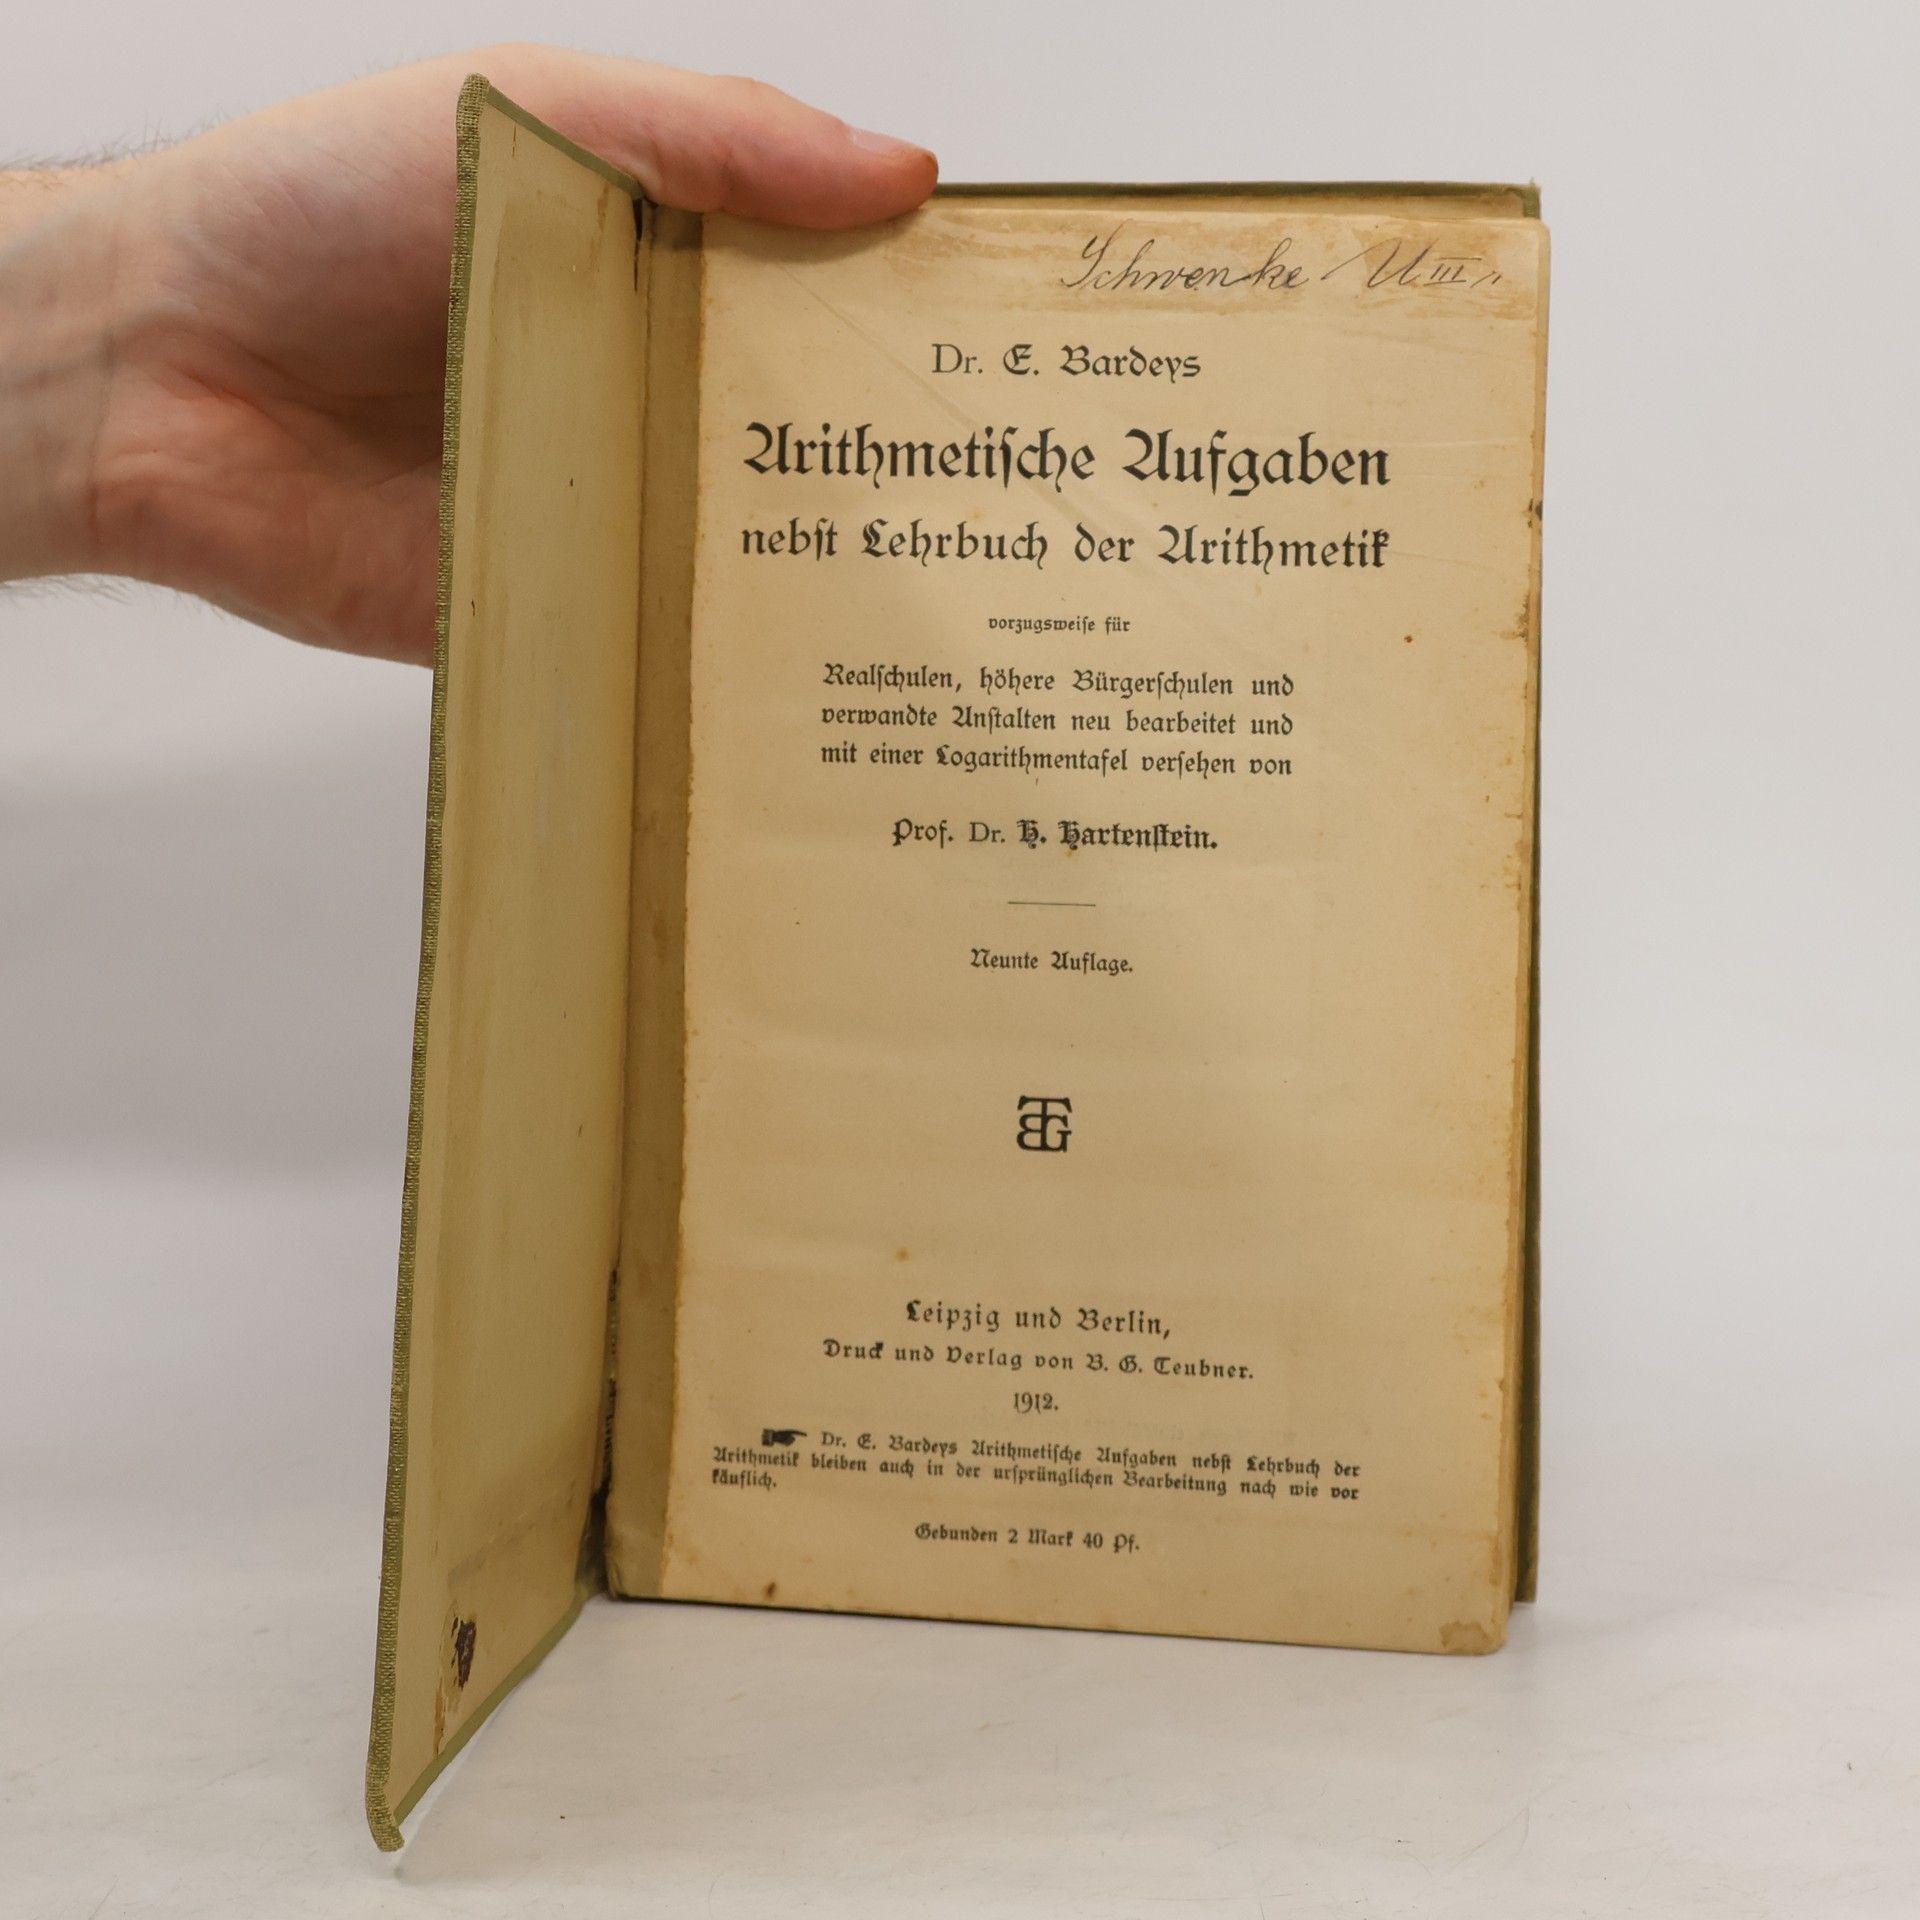 Schwenke U III
Dr. E. Bardeys
Arithmetiſche Aufgaben
nebſt Lehrbuch der Arithmetik
vorzugsweiſe für
Realſchulen, höhere Bürgerſchulen und
verwandte Anſtalten neu bearbeitet und
mit einer Logarithmentafel verſehen von
Prof. Dr. H. Hartenſtein.
Neunte Auflage.
BTG
Leipzig und Berlin,
Druck und Verlag von B. G. Teubner.
1912.
Dr. E. Bardeys Arithmetiſche Aufgaben nebſt Lehrbuch der
Arithmetik bleiben auch in der urſprünglichen Bearbeitung nach wie vor
käuflich.
Gebunden 2 Mark 40 Pf.